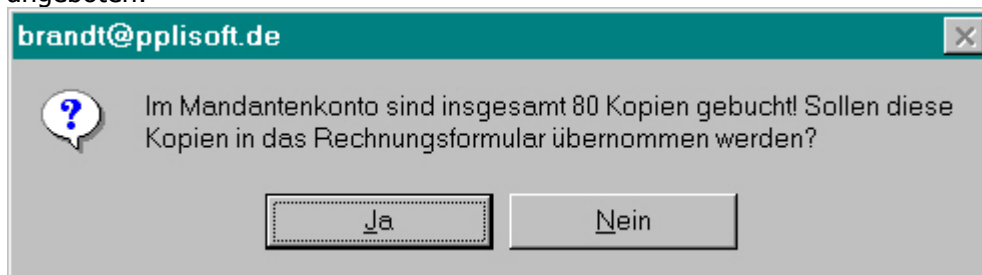 angeboten.
brandt@pplisoft.de
Im Mandantenkonto sind insgesamt 80 Kopien gebucht! Sollen diese
Kopien in das Rechnungsformular übernommen werden?
Ja
Nein